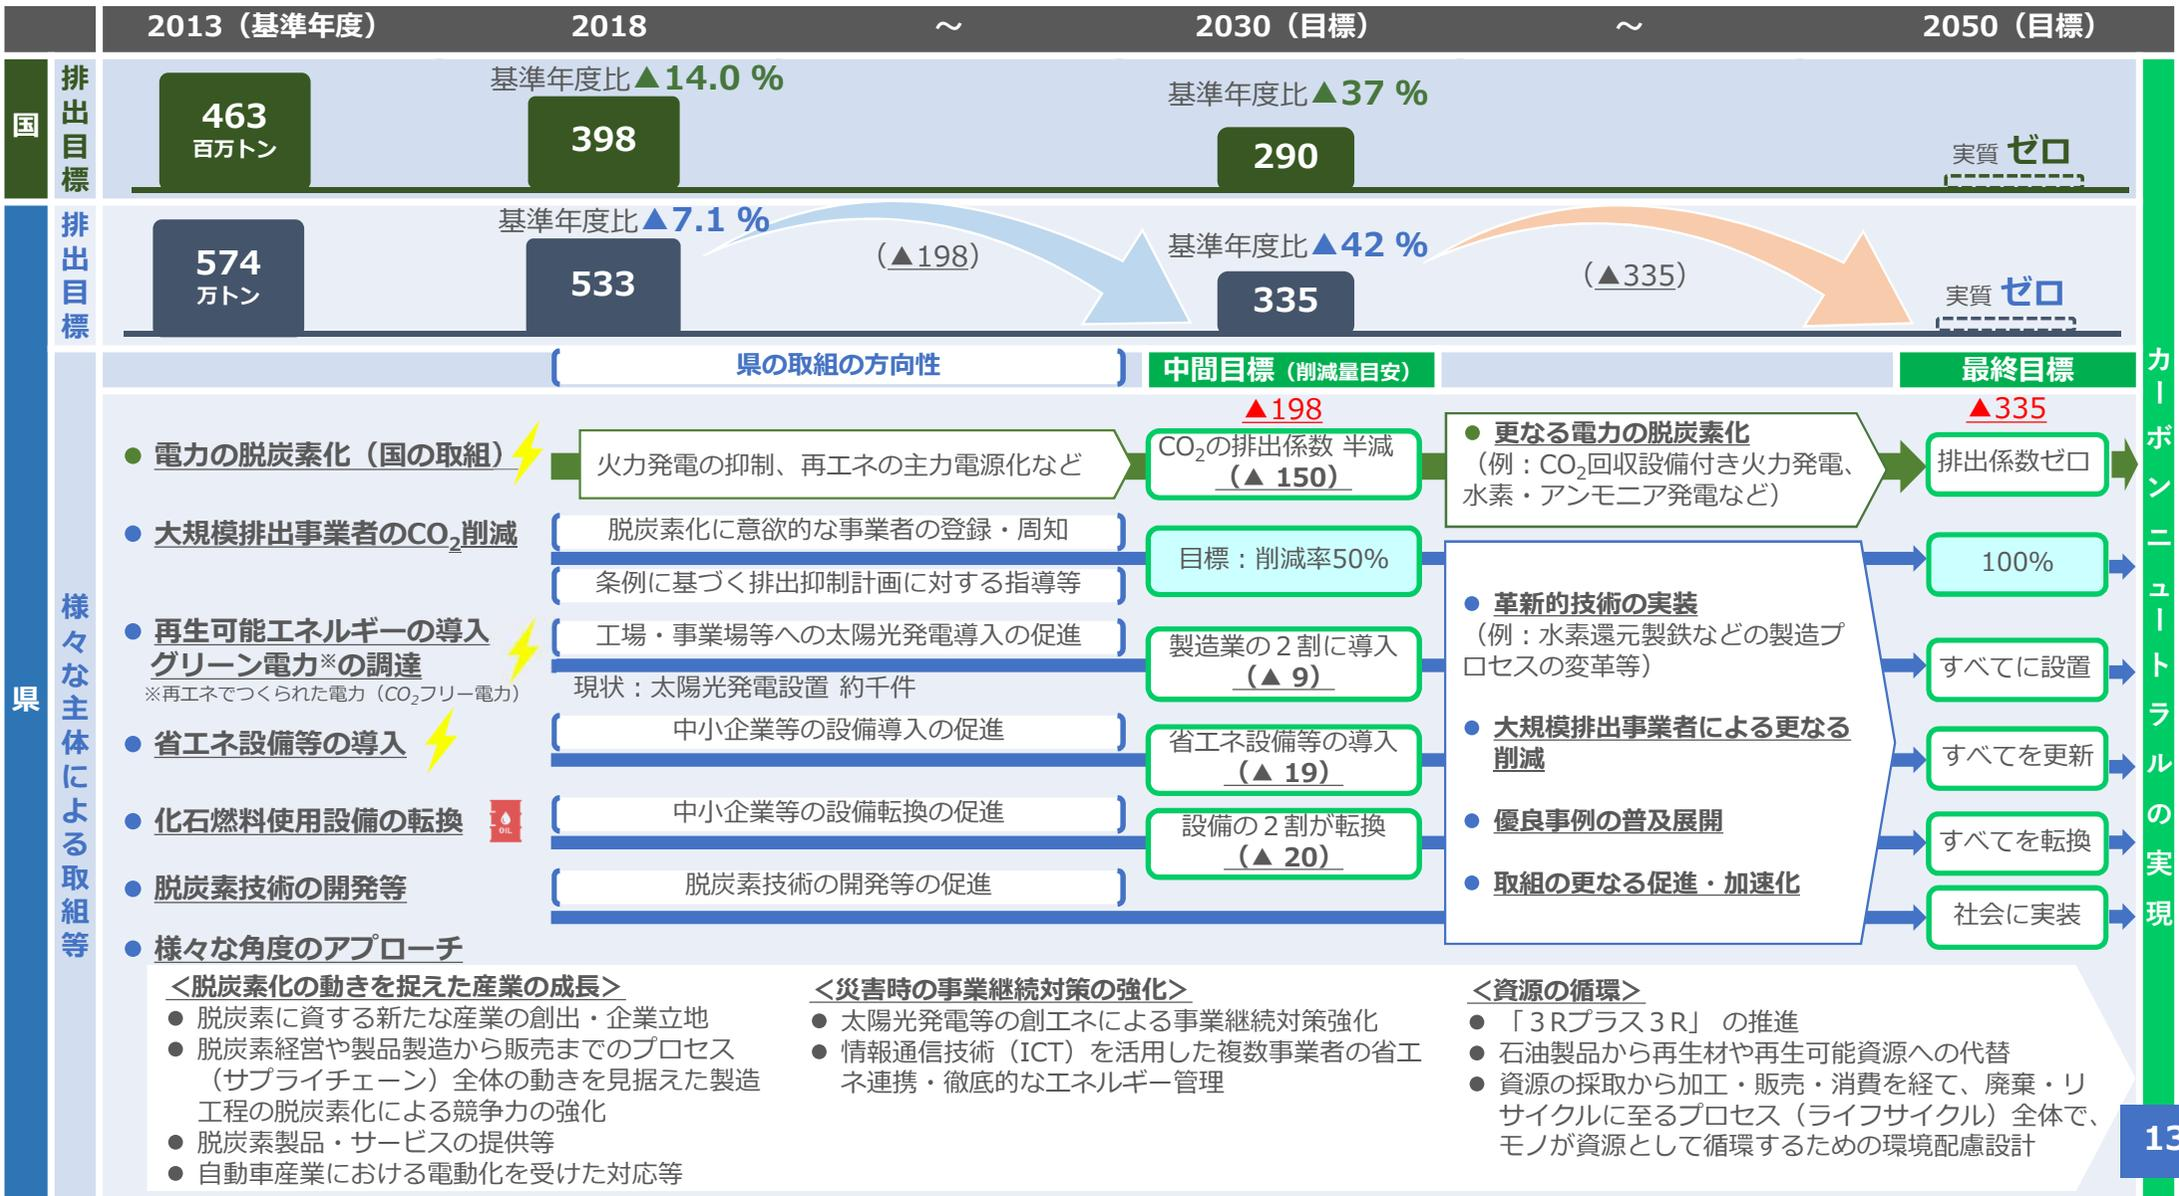 2013（基準年度） 2018 ～ 2030（目標） ～ 2050（目標）
国
排出目標
463
百万トン
基準年度比▲14.0 %
398
基準年度比▲37 %
290
実質 ゼロ
県
排出目標
574
万トン
基準年度比▲7.1 %
533
（▲198）
基準年度比▲42 %
335
（▲335）
実質 ゼロ
県の取組の方向性
中間目標（削減量目安）
最終目標
様々な主体による取組等
▲198
▲335
● 電力の脱炭素化（国の取組）
火力発電の抑制、再エネの主力電源化など
CO2の排出係数 半減
（▲ 150）
● 更なる電力の脱炭素化
（例：CO2回収設備付き火力発電、
水素・アンモニア発電など）
排出係数ゼロ
● 大規模排出事業者のCO2削減
脱炭素化に意欲的な事業者の登録・周知
条例に基づく排出抑制計画に対する指導等
目標：削減率50%
100%
● 再生可能エネルギーの導入
グリーン電力※の調達
※再エネでつくられた電力（CO2フリー電力）
工場・事業場等への太陽光発電導入の促進
現状：太陽光発電設置 約千件
製造業の２割に導入
（▲ 9）
すべてに設置
● 省エネ設備等の導入
中小企業等の設備導入の促進
省エネ設備等の導入
（▲ 19）
すべてを更新
● 化石燃料使用設備の転換
OIL
中小企業等の設備転換の促進
設備の２割が転換
（▲ 20）
すべてを転換
● 脱炭素技術の開発等
脱炭素技術の開発等の促進
社会に実装
● 革新的技術の実装
（例：水素還元製鉄などの製造プ
ロセスの変革等）
● 大規模排出事業者による更なる
削減
● 優良事例の普及展開
● 取組の更なる促進・加速化
● 様々な角度のアプローチ
＜脱炭素化の動きを捉えた産業の成長＞
● 脱炭素に資する新たな産業の創出・企業立地
● 脱炭素経営や製品製造から販売までのプロセス
（サプライチェーン）全体の動きを見据えた製造
工程の脱炭素化による競争力の強化
● 脱炭素製品・サービスの提供等
● 自動車産業における電動化を受けた対応等
＜災害時の事業継続対策の強化＞
● 太陽光発電等の創エネによる事業継続対策強化
● 情報通信技術（ICT）を活用した複数事業者の省エ
ネ連携・徹底的なエネルギー管理
＜資源の循環＞
● 「３Rプラス３R」 の推進
● 石油製品から再生材や再生可能資源への代替
● 資源の採取から加工・販売・消費を経て、廃棄・リ
サイクルに至るプロセス（ライフサイクル）全体で、
モノが資源として循環するための環境配慮設計
カーボンニュートラルの実現
13